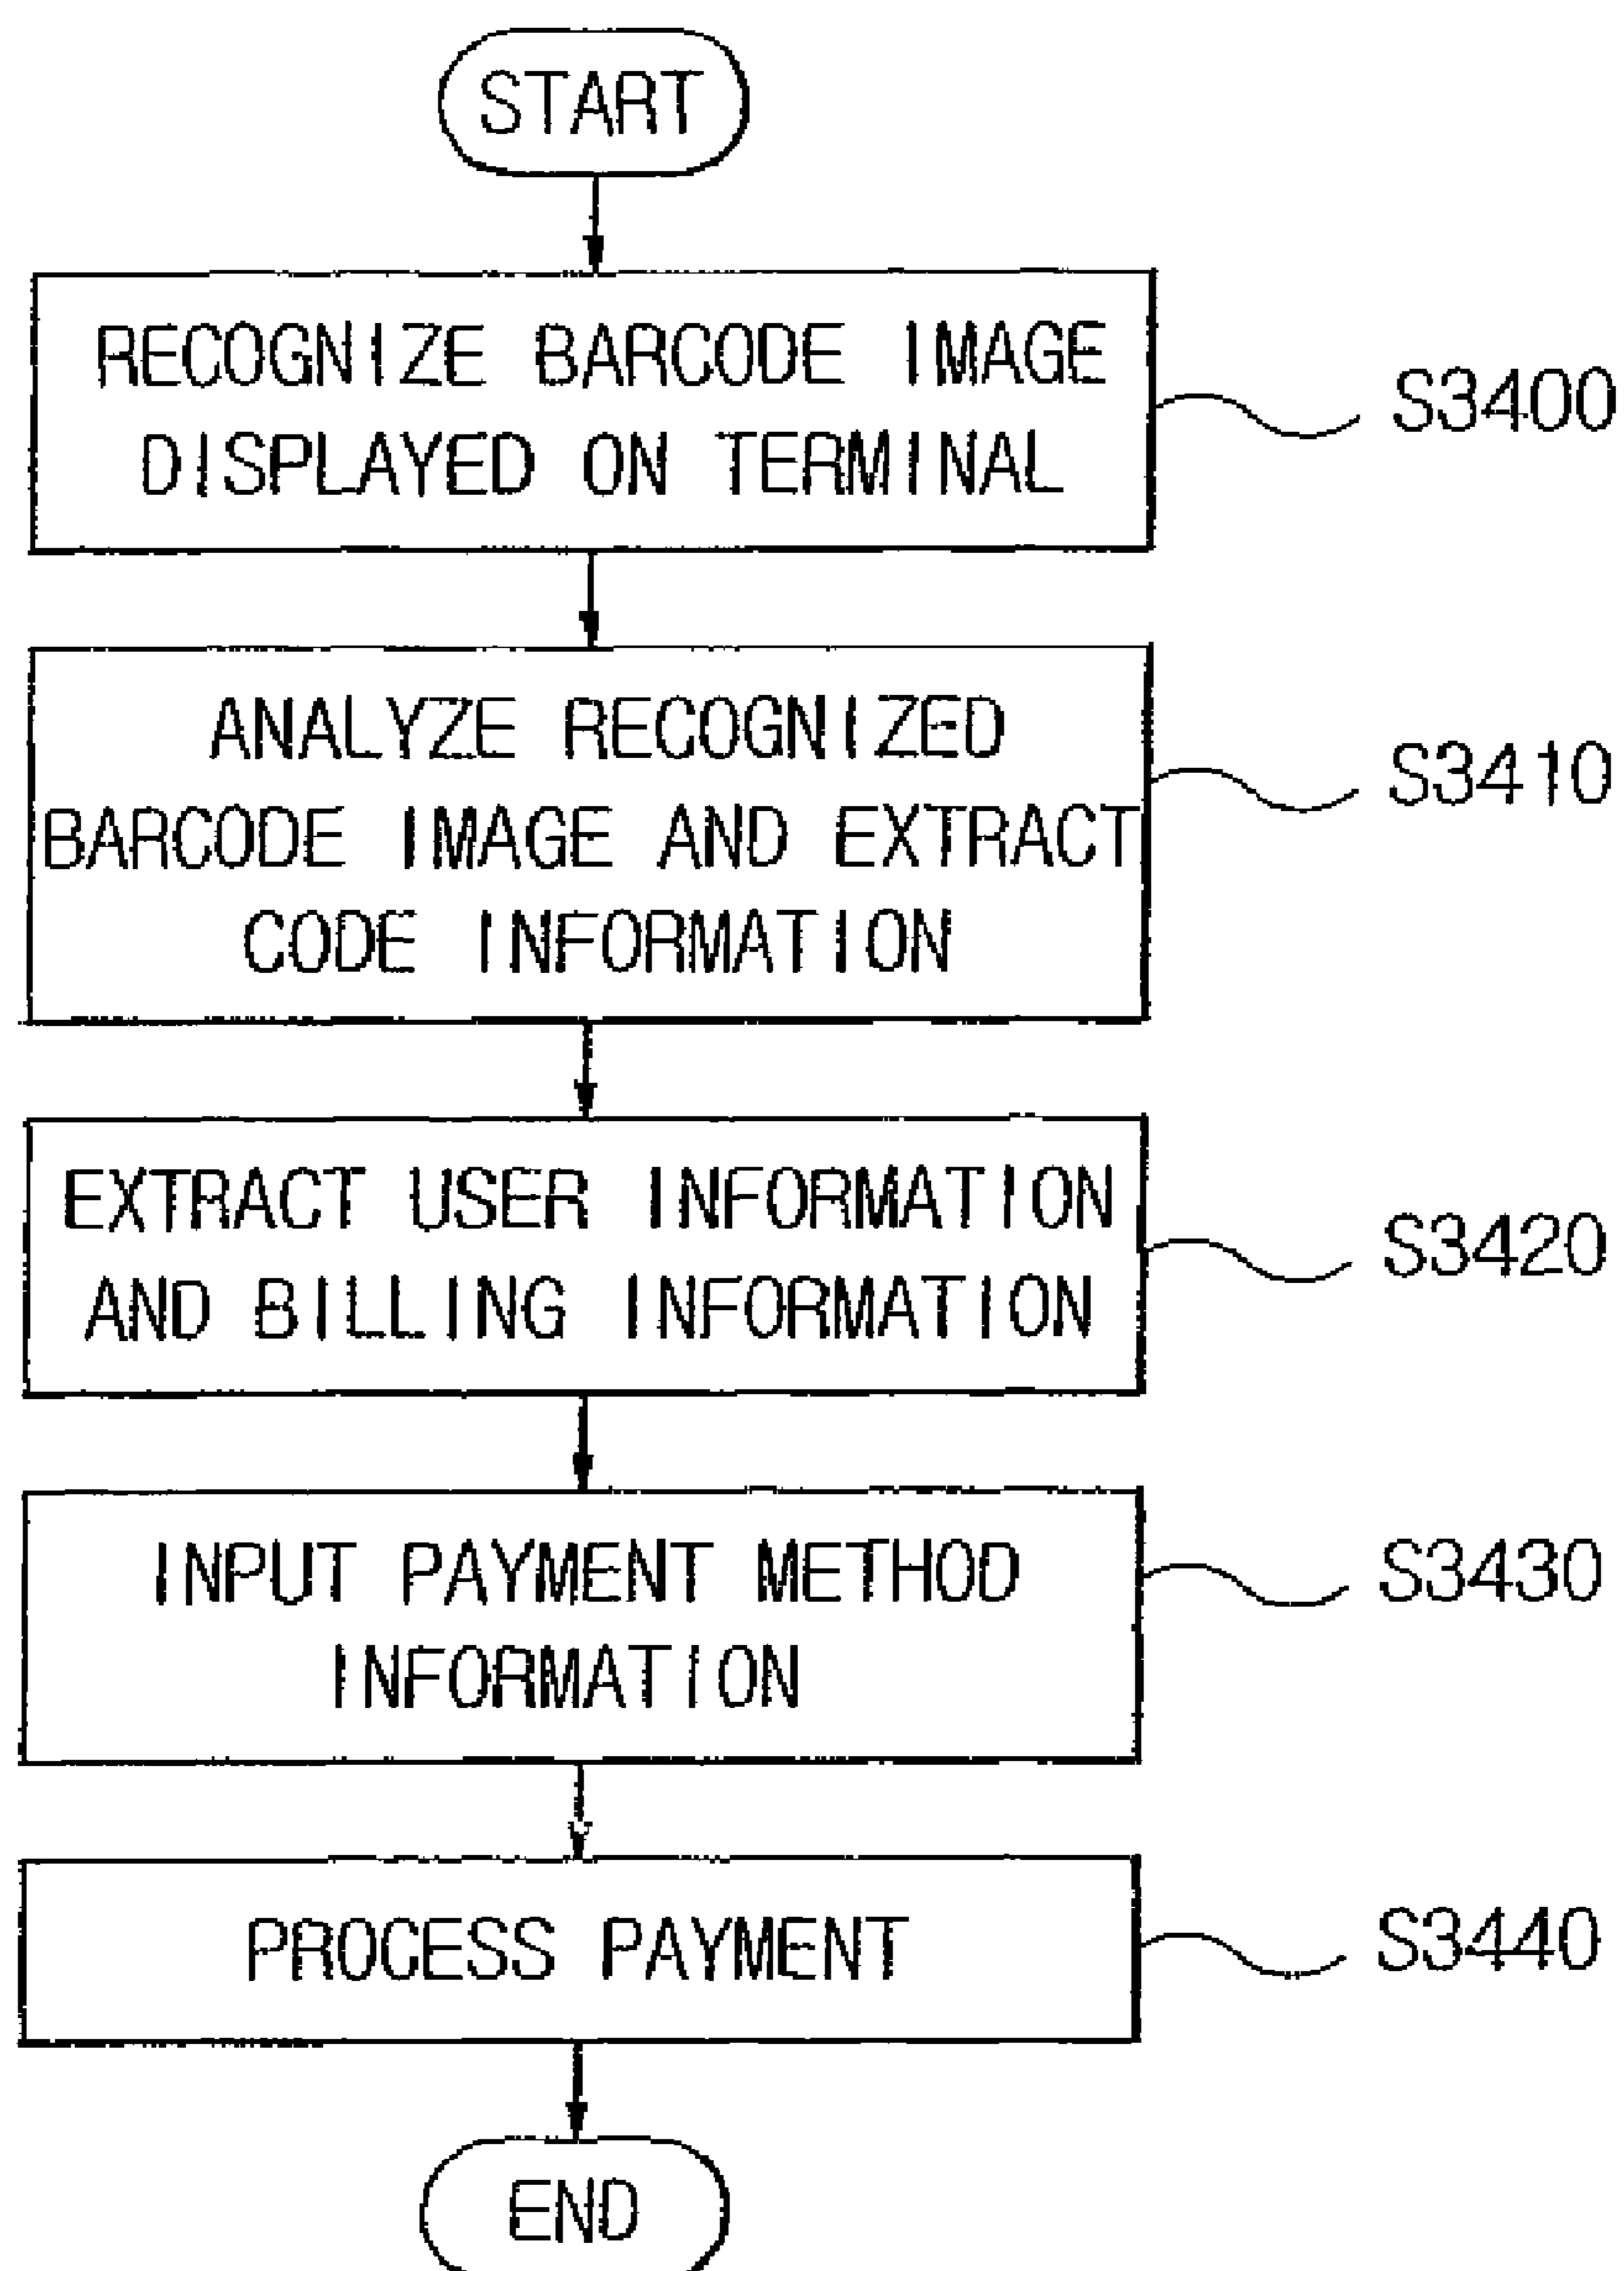 START
RECOGNIZE BARCODE IMAGE
DISPLAYED ON TERMINAL
S3400
ANALYZE RECOGNIZED
BARCODE IMAGE AND EXTRACT
CODE INFORMATION
S3410
EXTRACT USER INFORMATION
AND BILLING INFORMATION
S3420
INPUT PAYMENT METHOD
INFORMATION
S3430
PROCESS PAYMENT
S3440
END